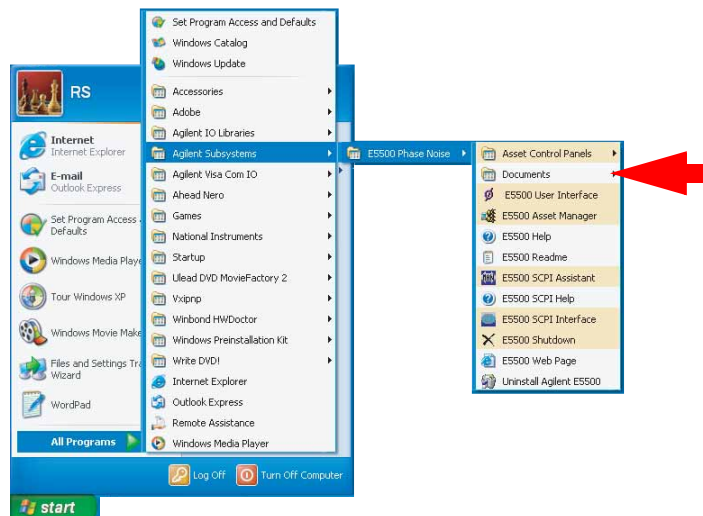 Set Program Access and Defaults
Windows Catalog
Windows Update
Accessories
Adobe
Agilent IO Libraries
Agilent Subsystems
Agilent Visa Com IO
Ahead Nero
Games
National Instruments
Startup
Ulead DVD MovieFactory 2
Vxipnp
Winbond HWDoctor
Windows Preinstallation Kit
Write DVD!
Internet Explorer
Outlook Express
Remote Assistance
Windows Media Player
RS
Internet
Internet Explorer
E-mail
Outlook Express
Set Program Access
Defaults
Windows Media Playe
Tour Windows XP
Windows Movie Make
Files and Settings Tra
Wizard
WordPad
All Programs
Log Off
Turn Off Computer
start
E5500 Phase Noise
Asset Control Panels
Documents
E5500 User Interface
E5500 Asset Manager
E5500 Help
E5500 Readme
E5500 SCPI Assistant
E5500 SCPI Help
E5500 SCPI Interface
E5500 Shutdown
E5500 Web Page
Uninstall Agilent E5500